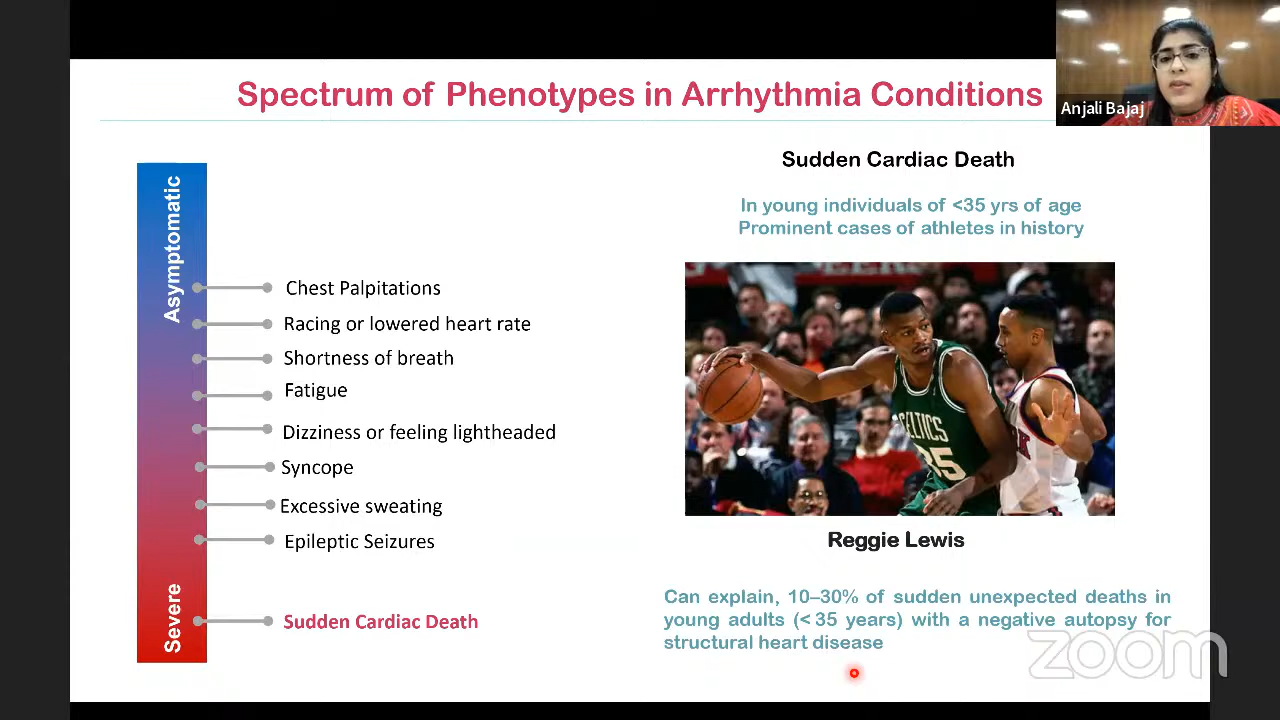 Spectrum of Phenotypes in Arrhythmia Conditions
Anjali Bajaj
Asymptomatic
Severe
Chest Palpitations
Racing or lowered heart rate
Shortness of breath
Fatigue
Dizziness or feeling lightheaded
Syncope
Excessive sweating
Epileptic Seizures
Sudden Cardiac Death
Sudden Cardiac Death
In young individuals of <35 yrs of age
Prominent cases of athletes in history
CELTICS
35
Reggie Lewis
Can explain, 10–30% of sudden unexpected deaths in
young adults (< 35 years) with a negative autopsy for
structural heart disease
zoom